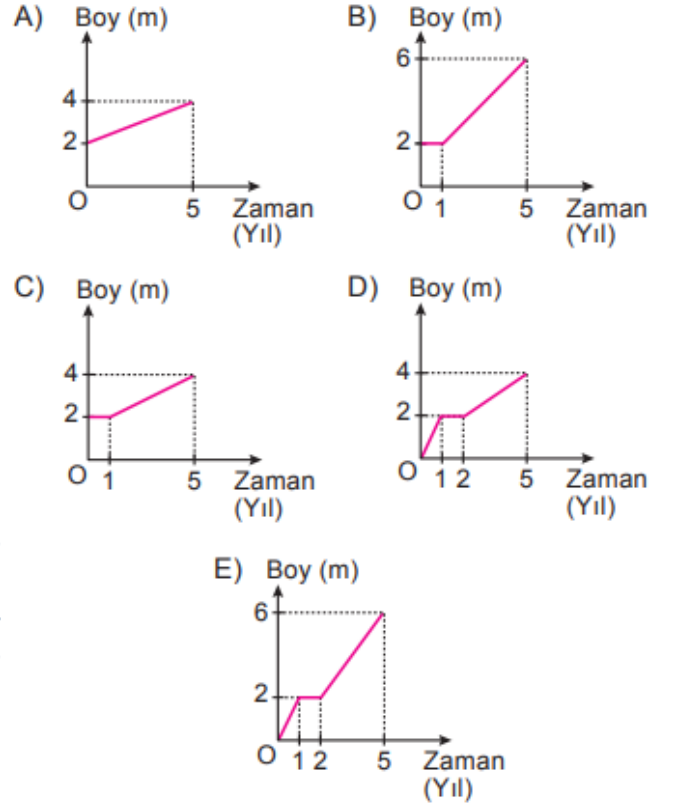 A) Boy (m)
4
2
O 5 Zaman
(Yıl)
B) Boy (m)
6
2
O 1 5 Zaman
(Yıl)
C) Boy (m)
4
2
O 1 5 Zaman
(Yıl)
D) Boy (m)
4
2
O 1 2 5 Zaman
(Yıl)
E) Boy (m)
6
2
O 1 2 5 Zaman
(Yıl)